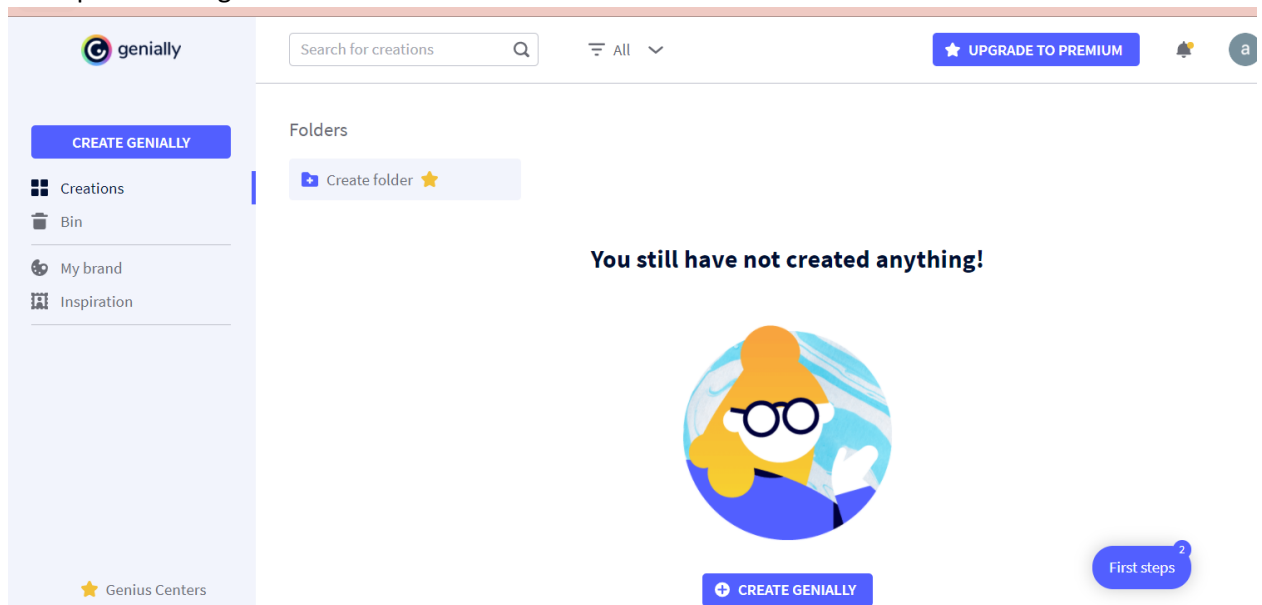 genially
Search for creations
All
UPGRADE TO PREMIUM
a
CREATE GENIALLY
Creations
Bin
My brand
Inspiration
Genius Centers
Folders
Create folder
You still have not created anything!
CREATE GENIALLY
2
First steps